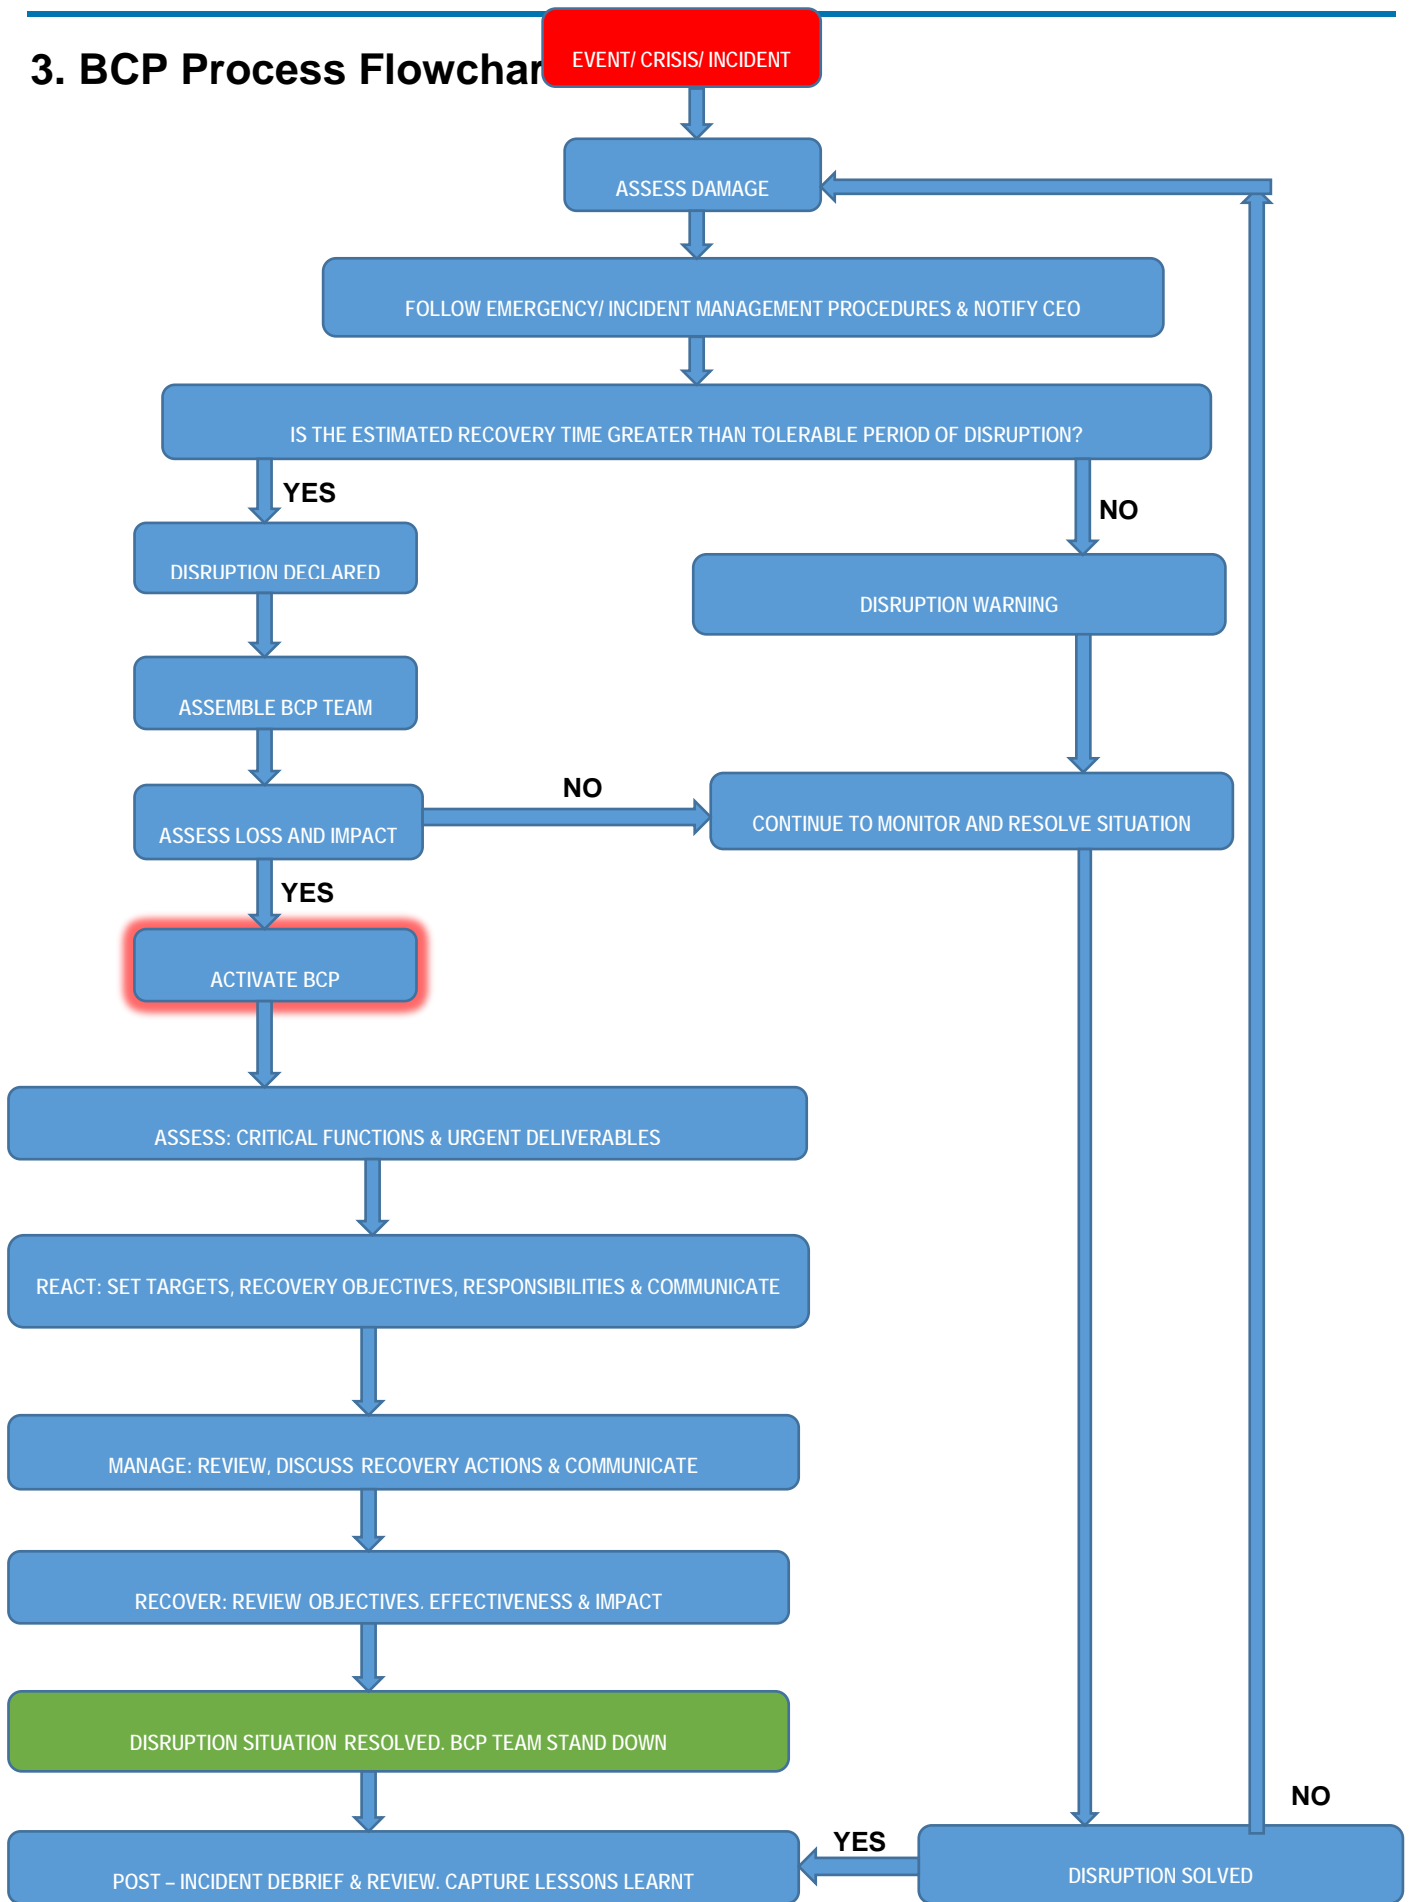 3. BCP Process Flowchar
EVENT/ CRISIS/ INCIDENT
ASSESS DAMAGE
FOLLOW EMERGENCY/ INCIDENT MANAGEMENT PROCEDURES & NOTIFY CEO
IS THE ESTIMATED RECOVERY TIME GREATER THAN TOLERABLE PERIOD OF DISRUPTION?
YES
NO
DISRUPTION DECLARED
DISRUPTION WARNING
ASSEMBLE BCP TEAM
ASSESS LOSS AND IMPACT
NO
CONTINUE TO MONITOR AND RESOLVE SITUATION
YES
ACTIVATE BCP
ASSESS: CRITICAL FUNCTIONS & URGENT DELIVERABLES
REACT: SET TARGETS, RECOVERY OBJECTIVES, RESPONSIBILITIES & COMMUNICATE
MANAGE: REVIEW, DISCUSS RECOVERY ACTIONS & COMMUNICATE
RECOVER: REVIEW OBJECTIVES. EFFECTIVENESS & IMPACT
DISRUPTION SITUATION RESOLVED. BCP TEAM STAND DOWN
NO
YES
POST – INCIDENT DEBRIEF & REVIEW. CAPTURE LESSONS LEARNT
DISRUPTION SOLVED